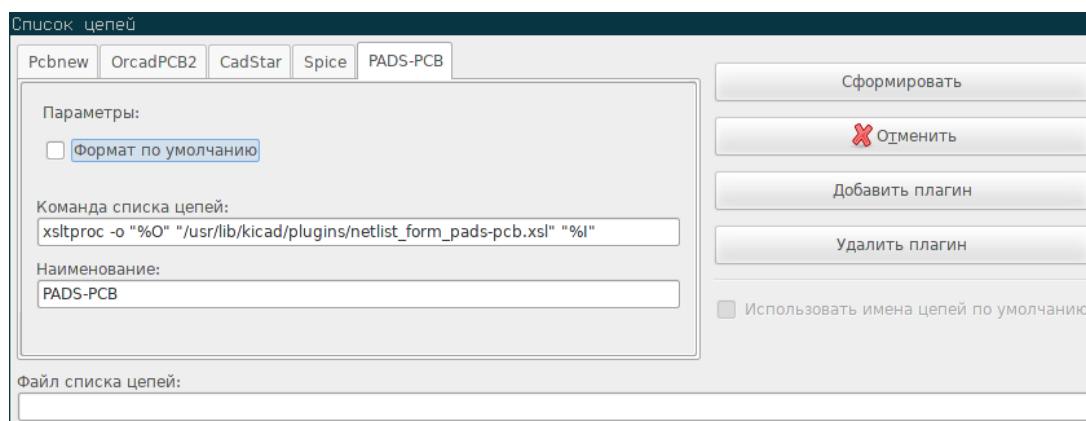 Список цепей
Pcbnew OrcadPCB2 CadStar Spice PADS-PCB
Параметры:
Формат по умолчанию
Команда списка цепей:
xsltproc -o "%O" "/usr/lib/kicad/plugins/netlist_form_pads-pcb.xsl" "%I"
Наименование:
PADS-PCB
Сформировать
Отменить
Добавить плагин
Удалить плагин
Использовать имена цепей по умолчанию
Файл списка цепей: